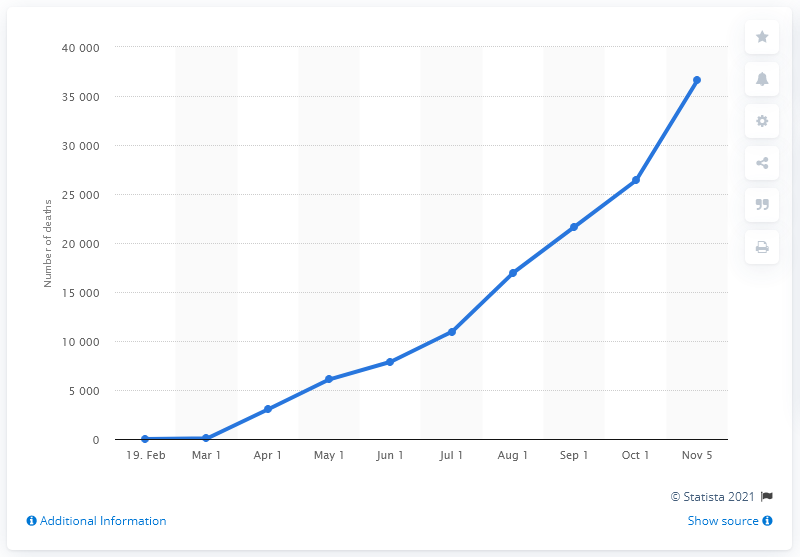 40 000
35 000
30 000
25 000
20 000
15 000
10 000
5 000
0
Number of deaths
19. Feb Mar 1 Apr 1 May 1 Jun 1 Jul 1 Aug 1 Sep 1 Oct 1 Nov 5
© Statista 2021
Additional Information Show source